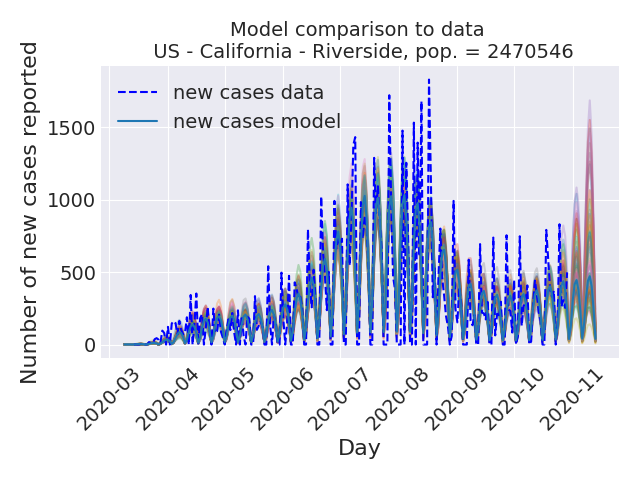 Model comparison to data
US - California - Riverside, pop. = 2470546
Number of new cases reported
new cases data
new cases model
1500
1000
500
0
2020-03
2020-04
2020-05
2020-06
2020-07
2020-08
2020-09
2020-10
2020-11
Day